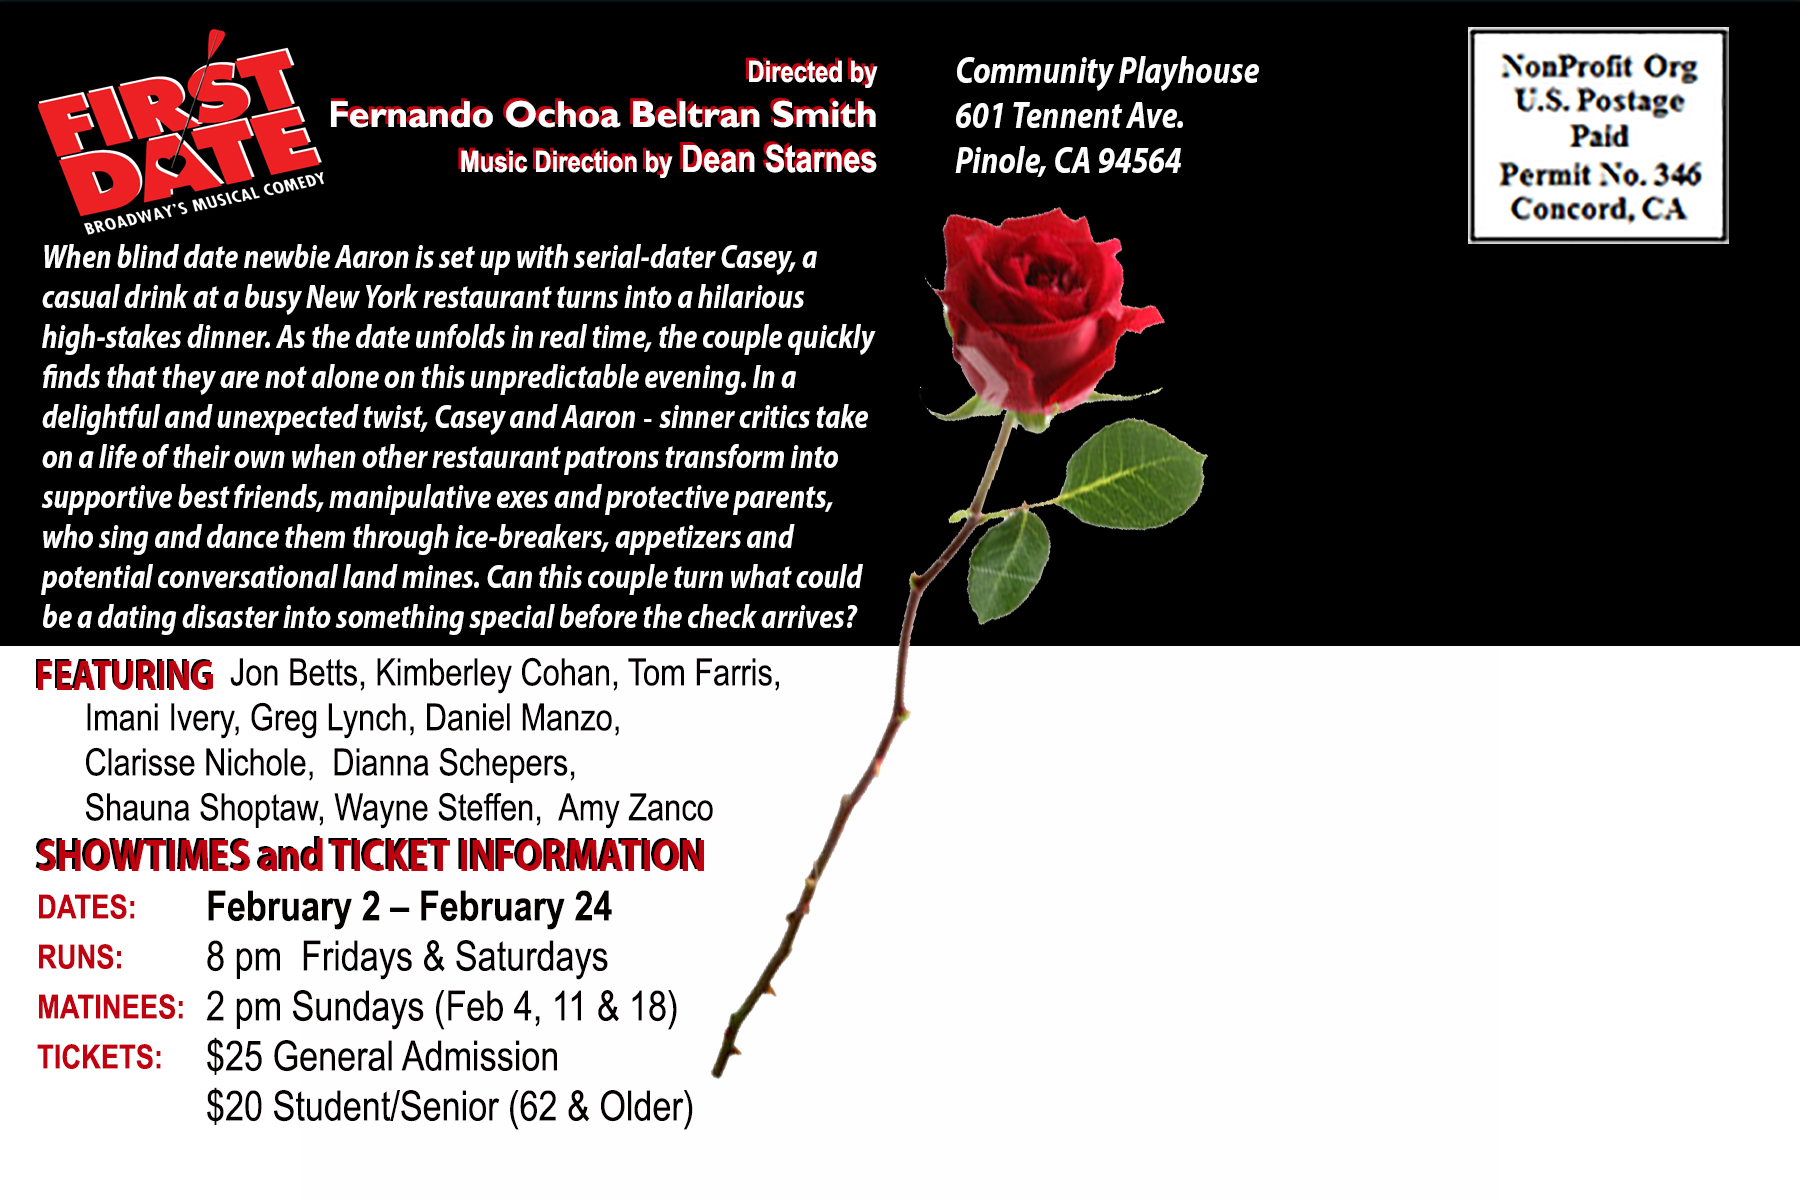 FIRST
DATE
BROADWAY'S MUSICAL COMEDY
Directed by
Fernando Ochoa Beltran Smith
Music Direction by Dean Starnes
Community Playhouse
601 Tennent Ave.
Pinole, CA 94564
NonProfit Org
U.S. Postage
Paid
Permit No. 346
Concord, CA
When blind date newbie Aaron is set up with serial-dater Casey, a
casual drink at a busy New York restaurant turns into a hilarious
high-stakes dinner. As the date unfolds in real time, the couple quickly
finds that they are not alone on this unpredictable evening. In a
delightful and unexpected twist, Casey and Aaron - sinner critics take
on a life of their own when other restaurant patrons transform into
supportive best friends, manipulative exes and protective parents,
who sing and dance them through ice-breakers, appetizers and
potential conversational land mines. Can this couple turn what could
be a dating disaster into something special before the check arrives?
FEATURING Jon Betts, Kimberley Cohan, Tom Farris,
Imani Ivery, Greg Lynch, Daniel Manzo,
Clarisse Nichole, Dianna Schepers,
Shauna Shoptaw, Wayne Steffen, Amy Zanco
SHOWTIMES and TICKET INFORMATION
DATES: February 2 – February 24
RUNS: 8 pm Fridays & Saturdays
MATINEES: 2 pm Sundays (Feb 4, 11 & 18)
TICKETS: $25 General Admission
$20 Student/Senior (62 & Older)